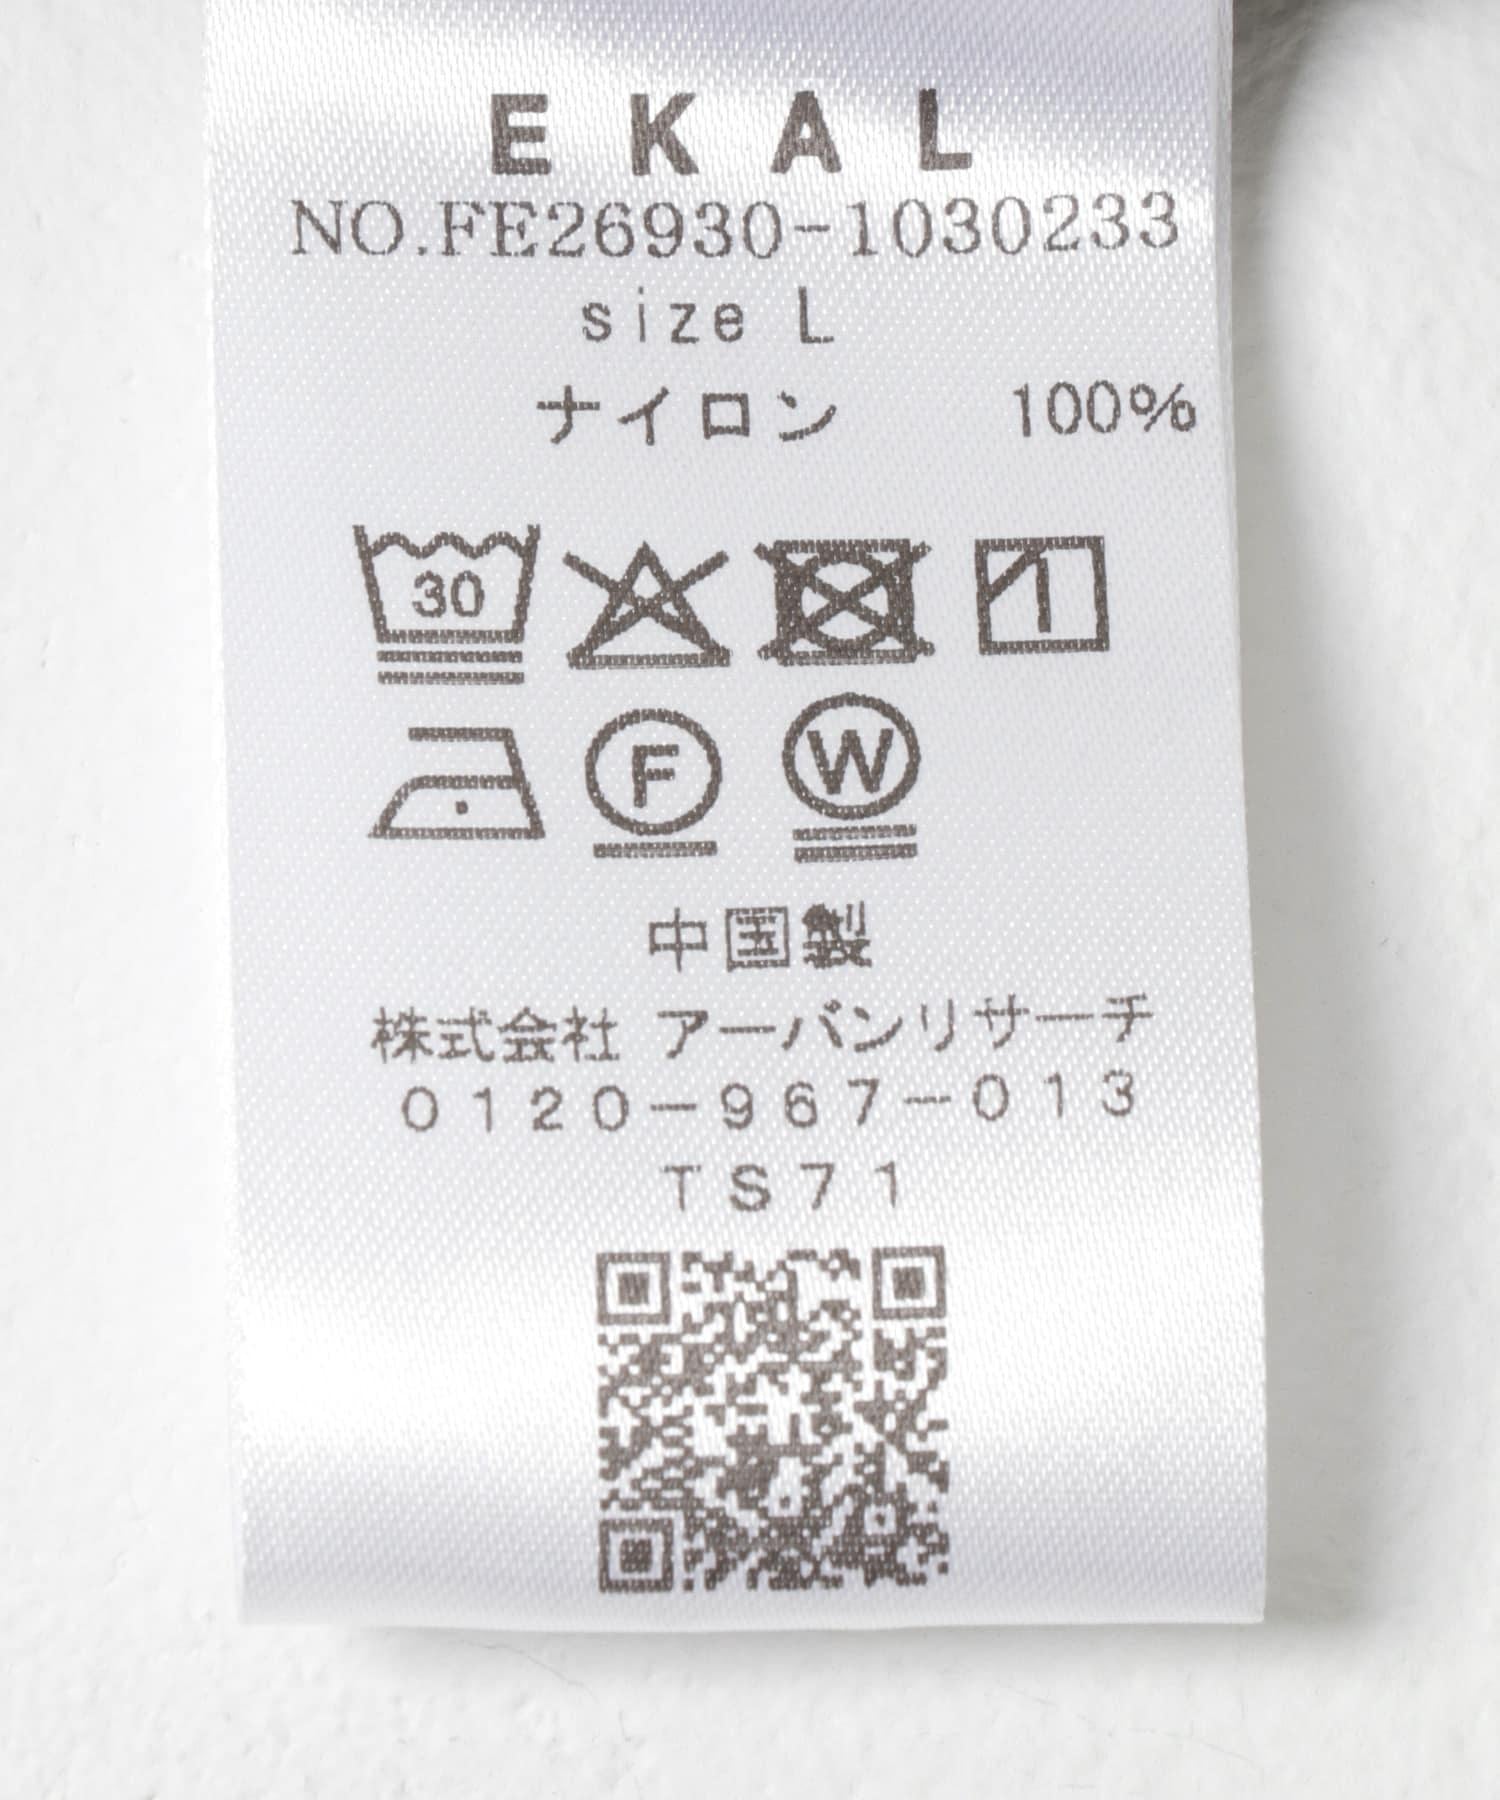 EKAL
NO.FE26930-1030233
size L
ナイロン 100%
30
F W
中国製
株式会社 アーバンリサーチ
0120-967-013
TS71